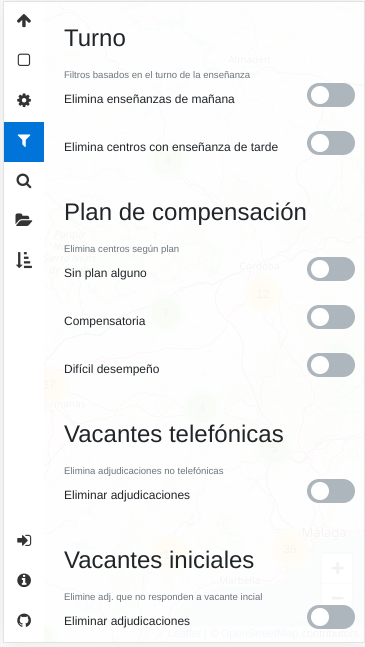 Turno
Filtros basados en el turno de la enseñanza
Elimina enseñanzas de mañana
Elimina centros con enseñanza de tarde
Plan de compensación
Elimina centros según plan
Sin plan alguno
Compensatoria
Difícil desempeño
Vacantes telefónicas
Elimina adjudicaciones no telefónicas
Eliminar adjudicaciones
Málaga
Vacantes iniciales
Marbella
Elimine adj. que no responden a vacante incial
Eliminar adjudicaciones